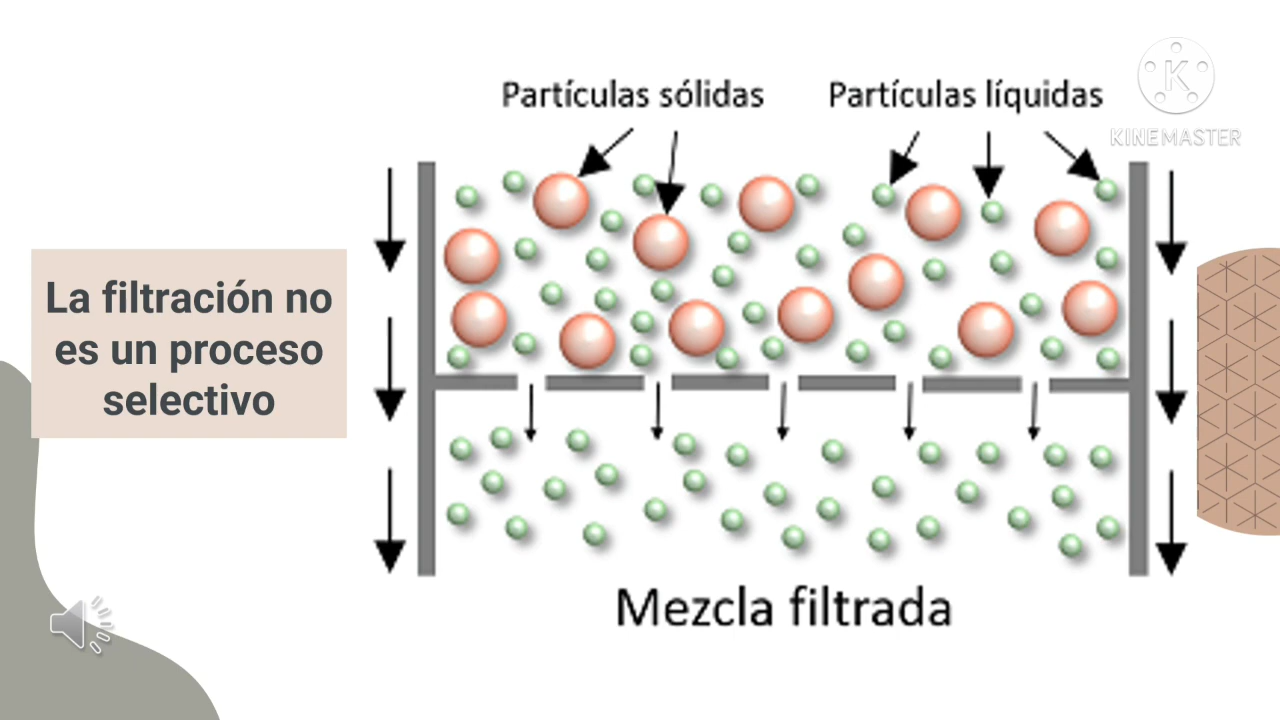 Partículas sólidas
Partículas líquidas
K
KINEMASTER
La filtración no
es un proceso
selectivo
Mezcla filtrada